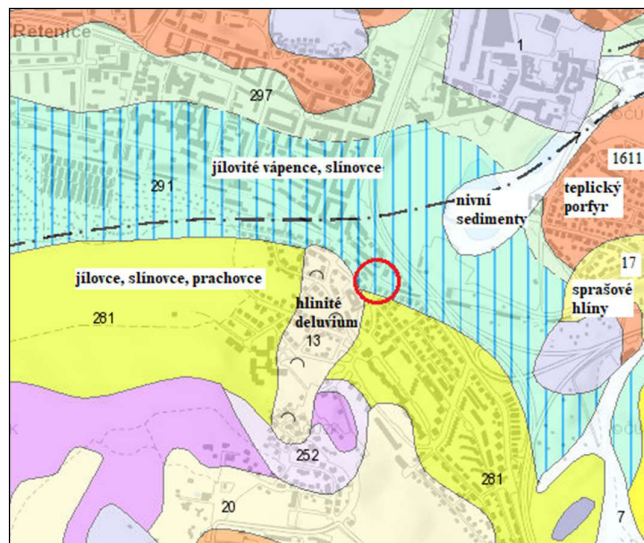 Řetenice
1
297
1611
jílovité vápence, slínovce
teplický
porfyr
291
nivní
sedimenty
17
jílovce, slínovce, prachovce
sprašové
hlíny
hlinité
deluvium
281
13
252
281
20
7